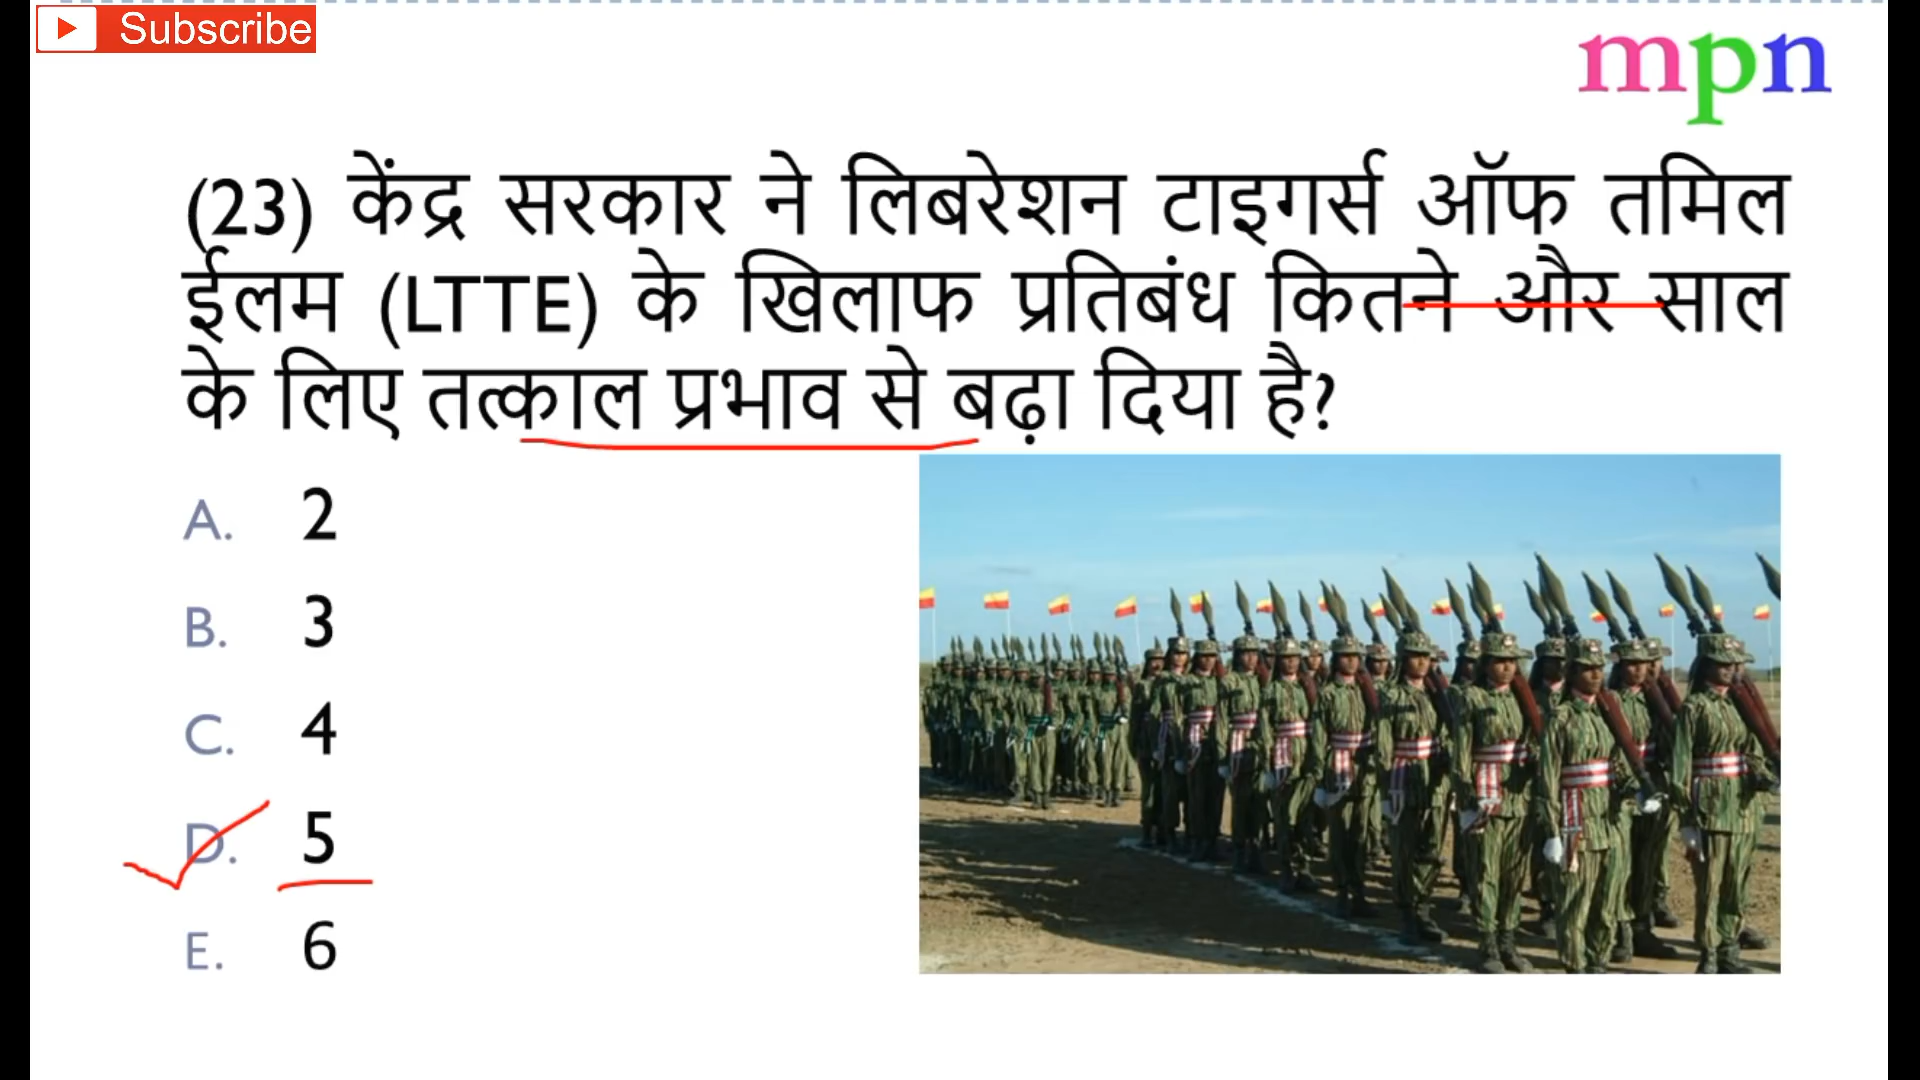 Subscribe
mpn
(23) केंद्र सरकार ने लिबरेशन टाइगर्स ऑफ तमिल
ईलम (LTTE) के खिलाफ प्रतिबंध कितने और साल
के लिए तत्काल प्रभाव से बढ़ा दिया है?
A. 2
B. 3
C. 4
D. 5
E. 6